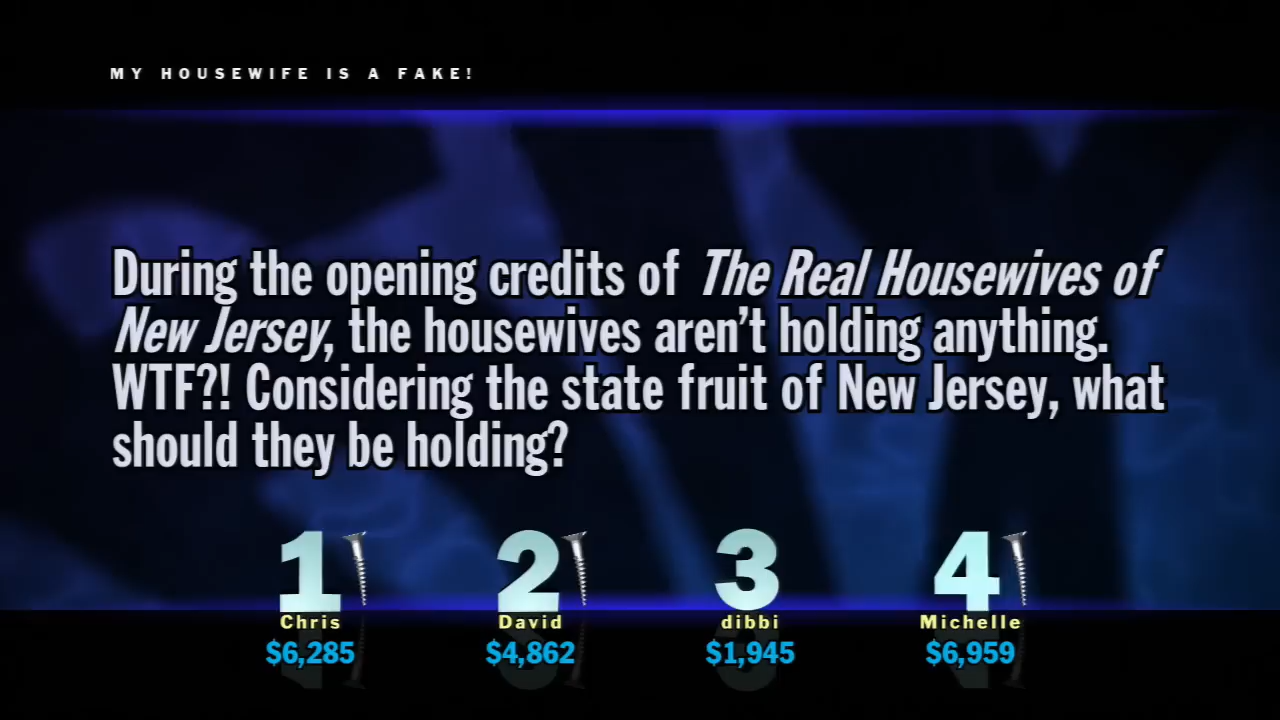 MY HOUSEWIFE IS A FAKE!
During the opening credits of The Real Housewives of
New Jersey, the housewives aren't holding anything.
WTF?! Considering the state fruit of New Jersey, what
should they be holding?
1 2 3 4
Chris David dibbi Michelle
$6,285 $4,862 $1,945 $6,959